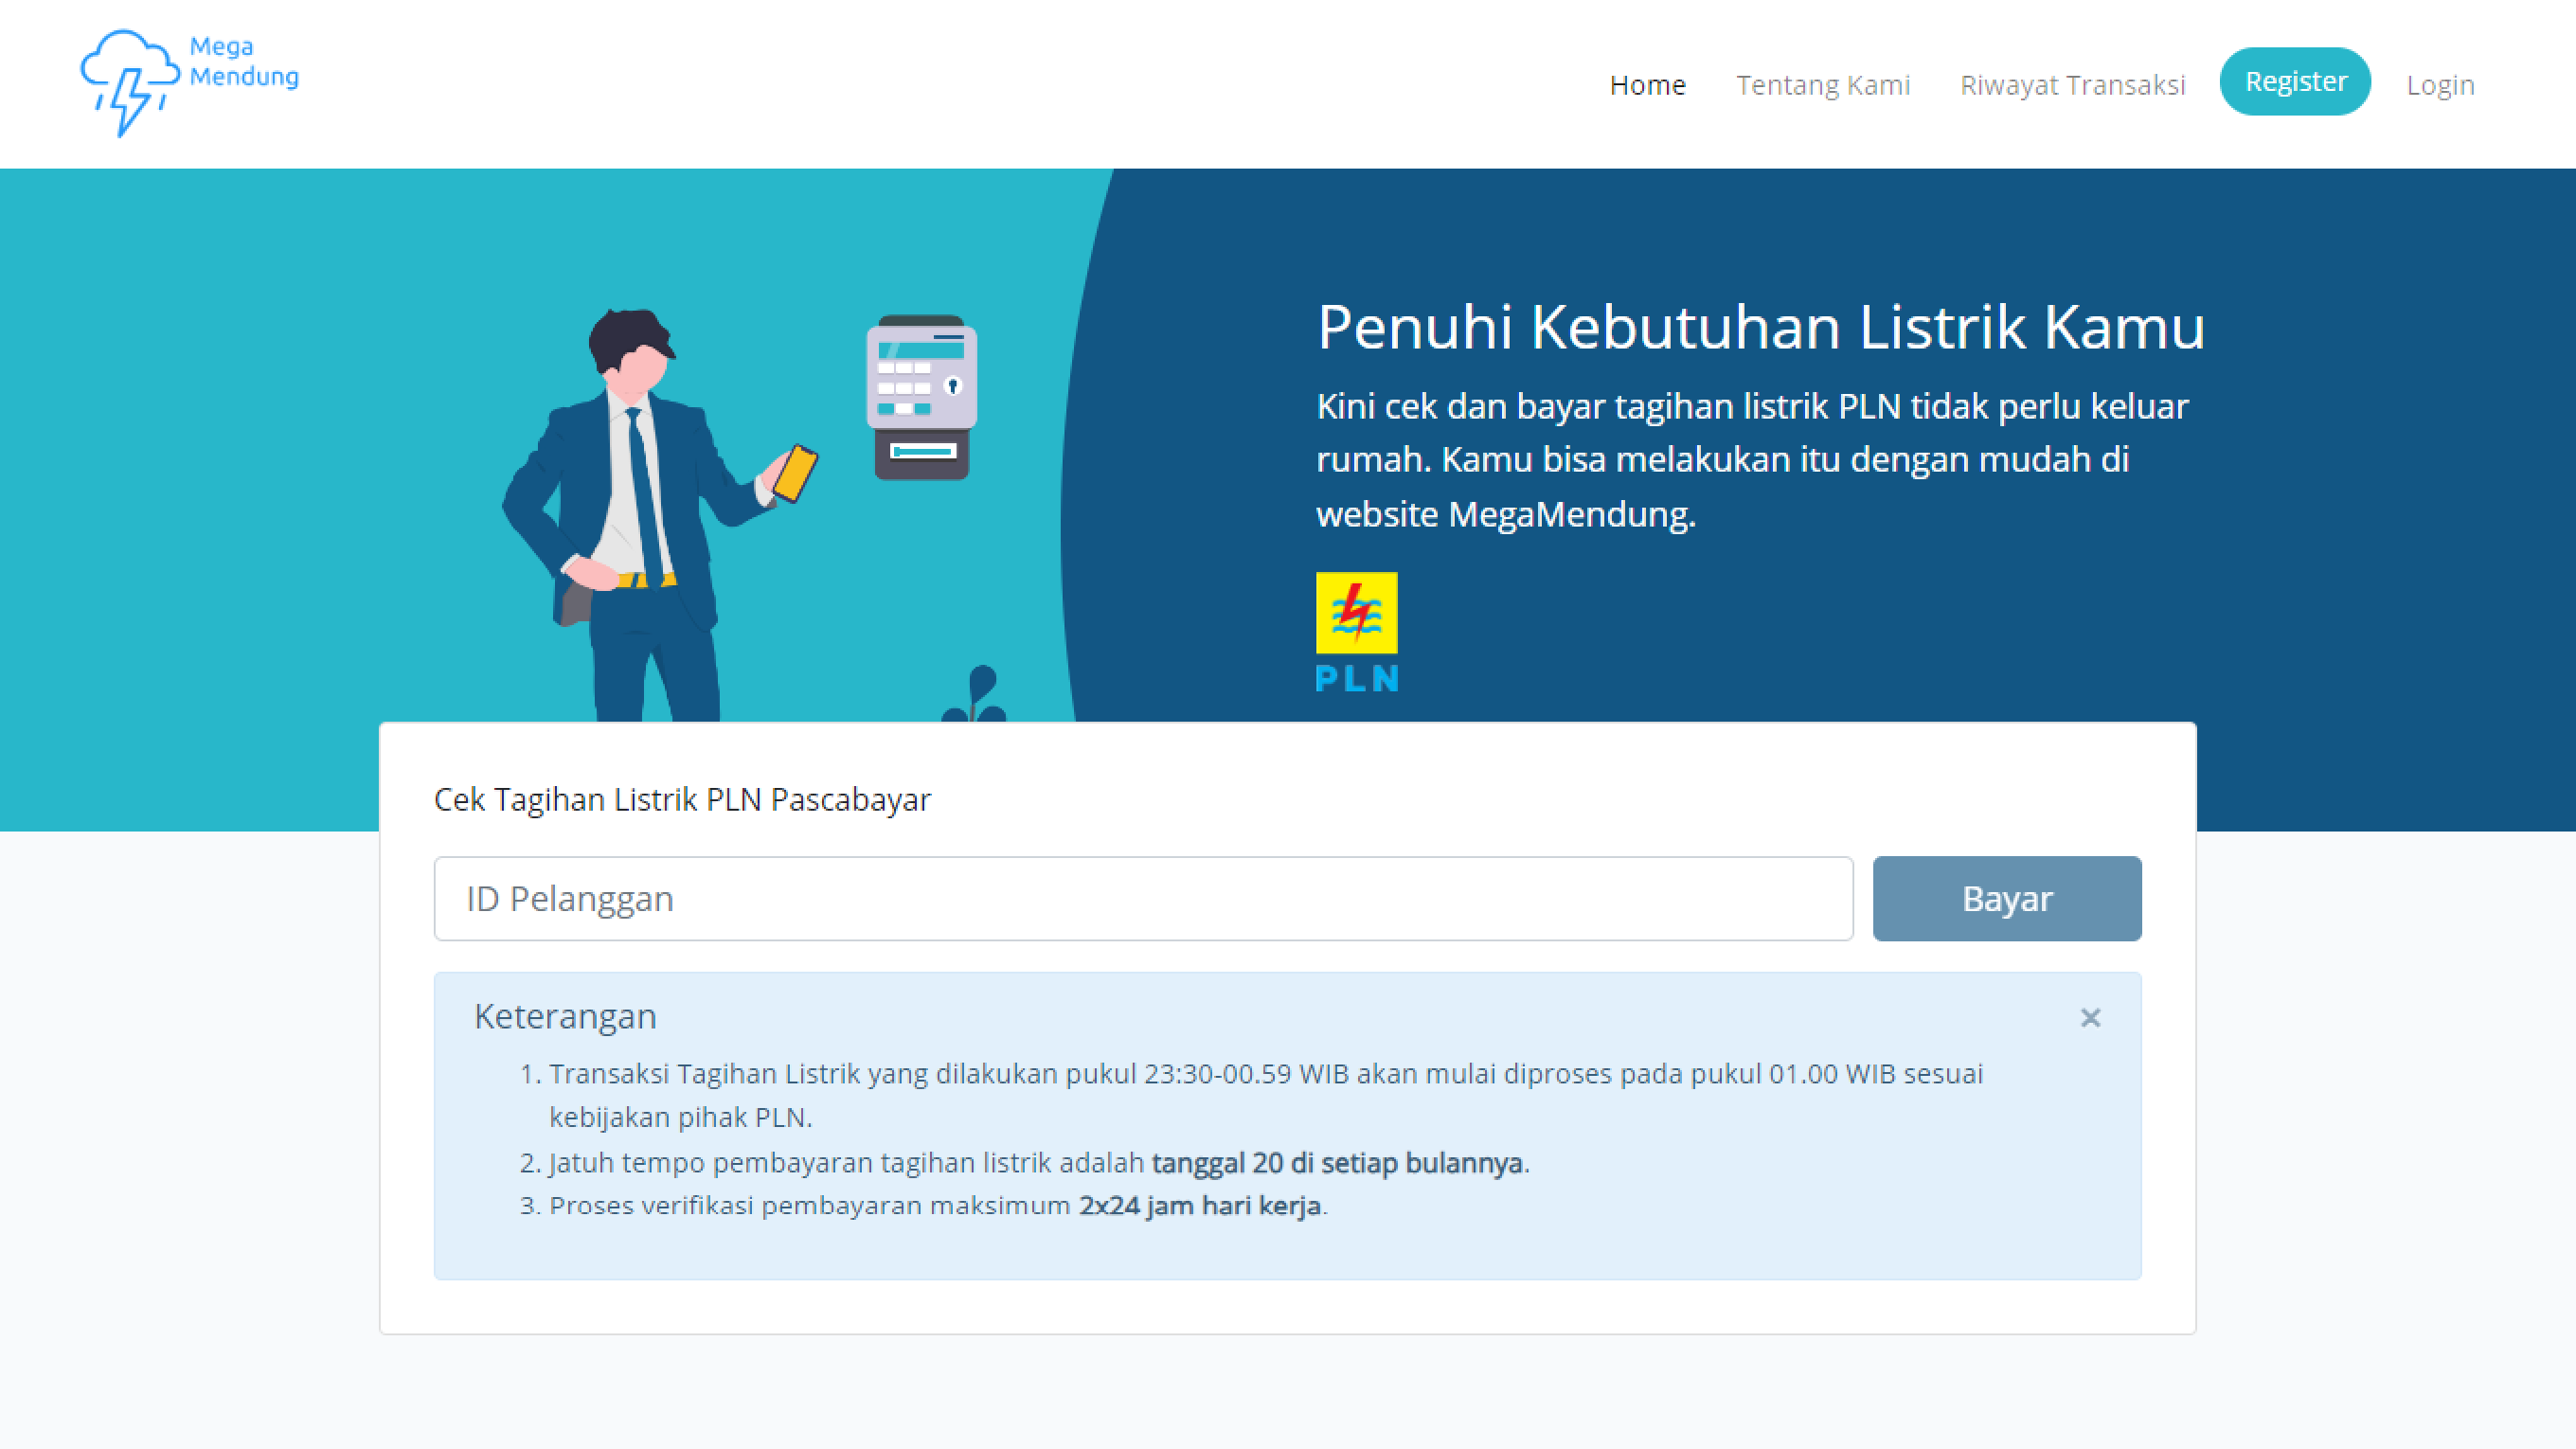 Mega
Mendung
Home
Tentang Kami
Riwayat Transaksi
Register
Login
Penuhi Kebutuhan Listrik Kamu
Kini cek dan bayar tagihan listrik PLN tidak perlu keluar
rumah. Kamu bisa melakukan itu dengan mudah di
website MegaMendung.
PLN
Cek Tagihan Listrik PLN Pascabayar
ID Pelanggan
Bayar
Keterangan
×
1. Transaksi Tagihan Listrik yang dilakukan pukul 23:30-00.59 WIB akan mulai diproses pada pukul 01.00 WIB sesuai
kebijakan pihak PLN.
2. Jatuh tempo pembayaran tagihan listrik adalah tanggal 20 di setiap bulannya.
3. Proses verifikasi pembayaran maksimum 2x24 jam hari kerja.